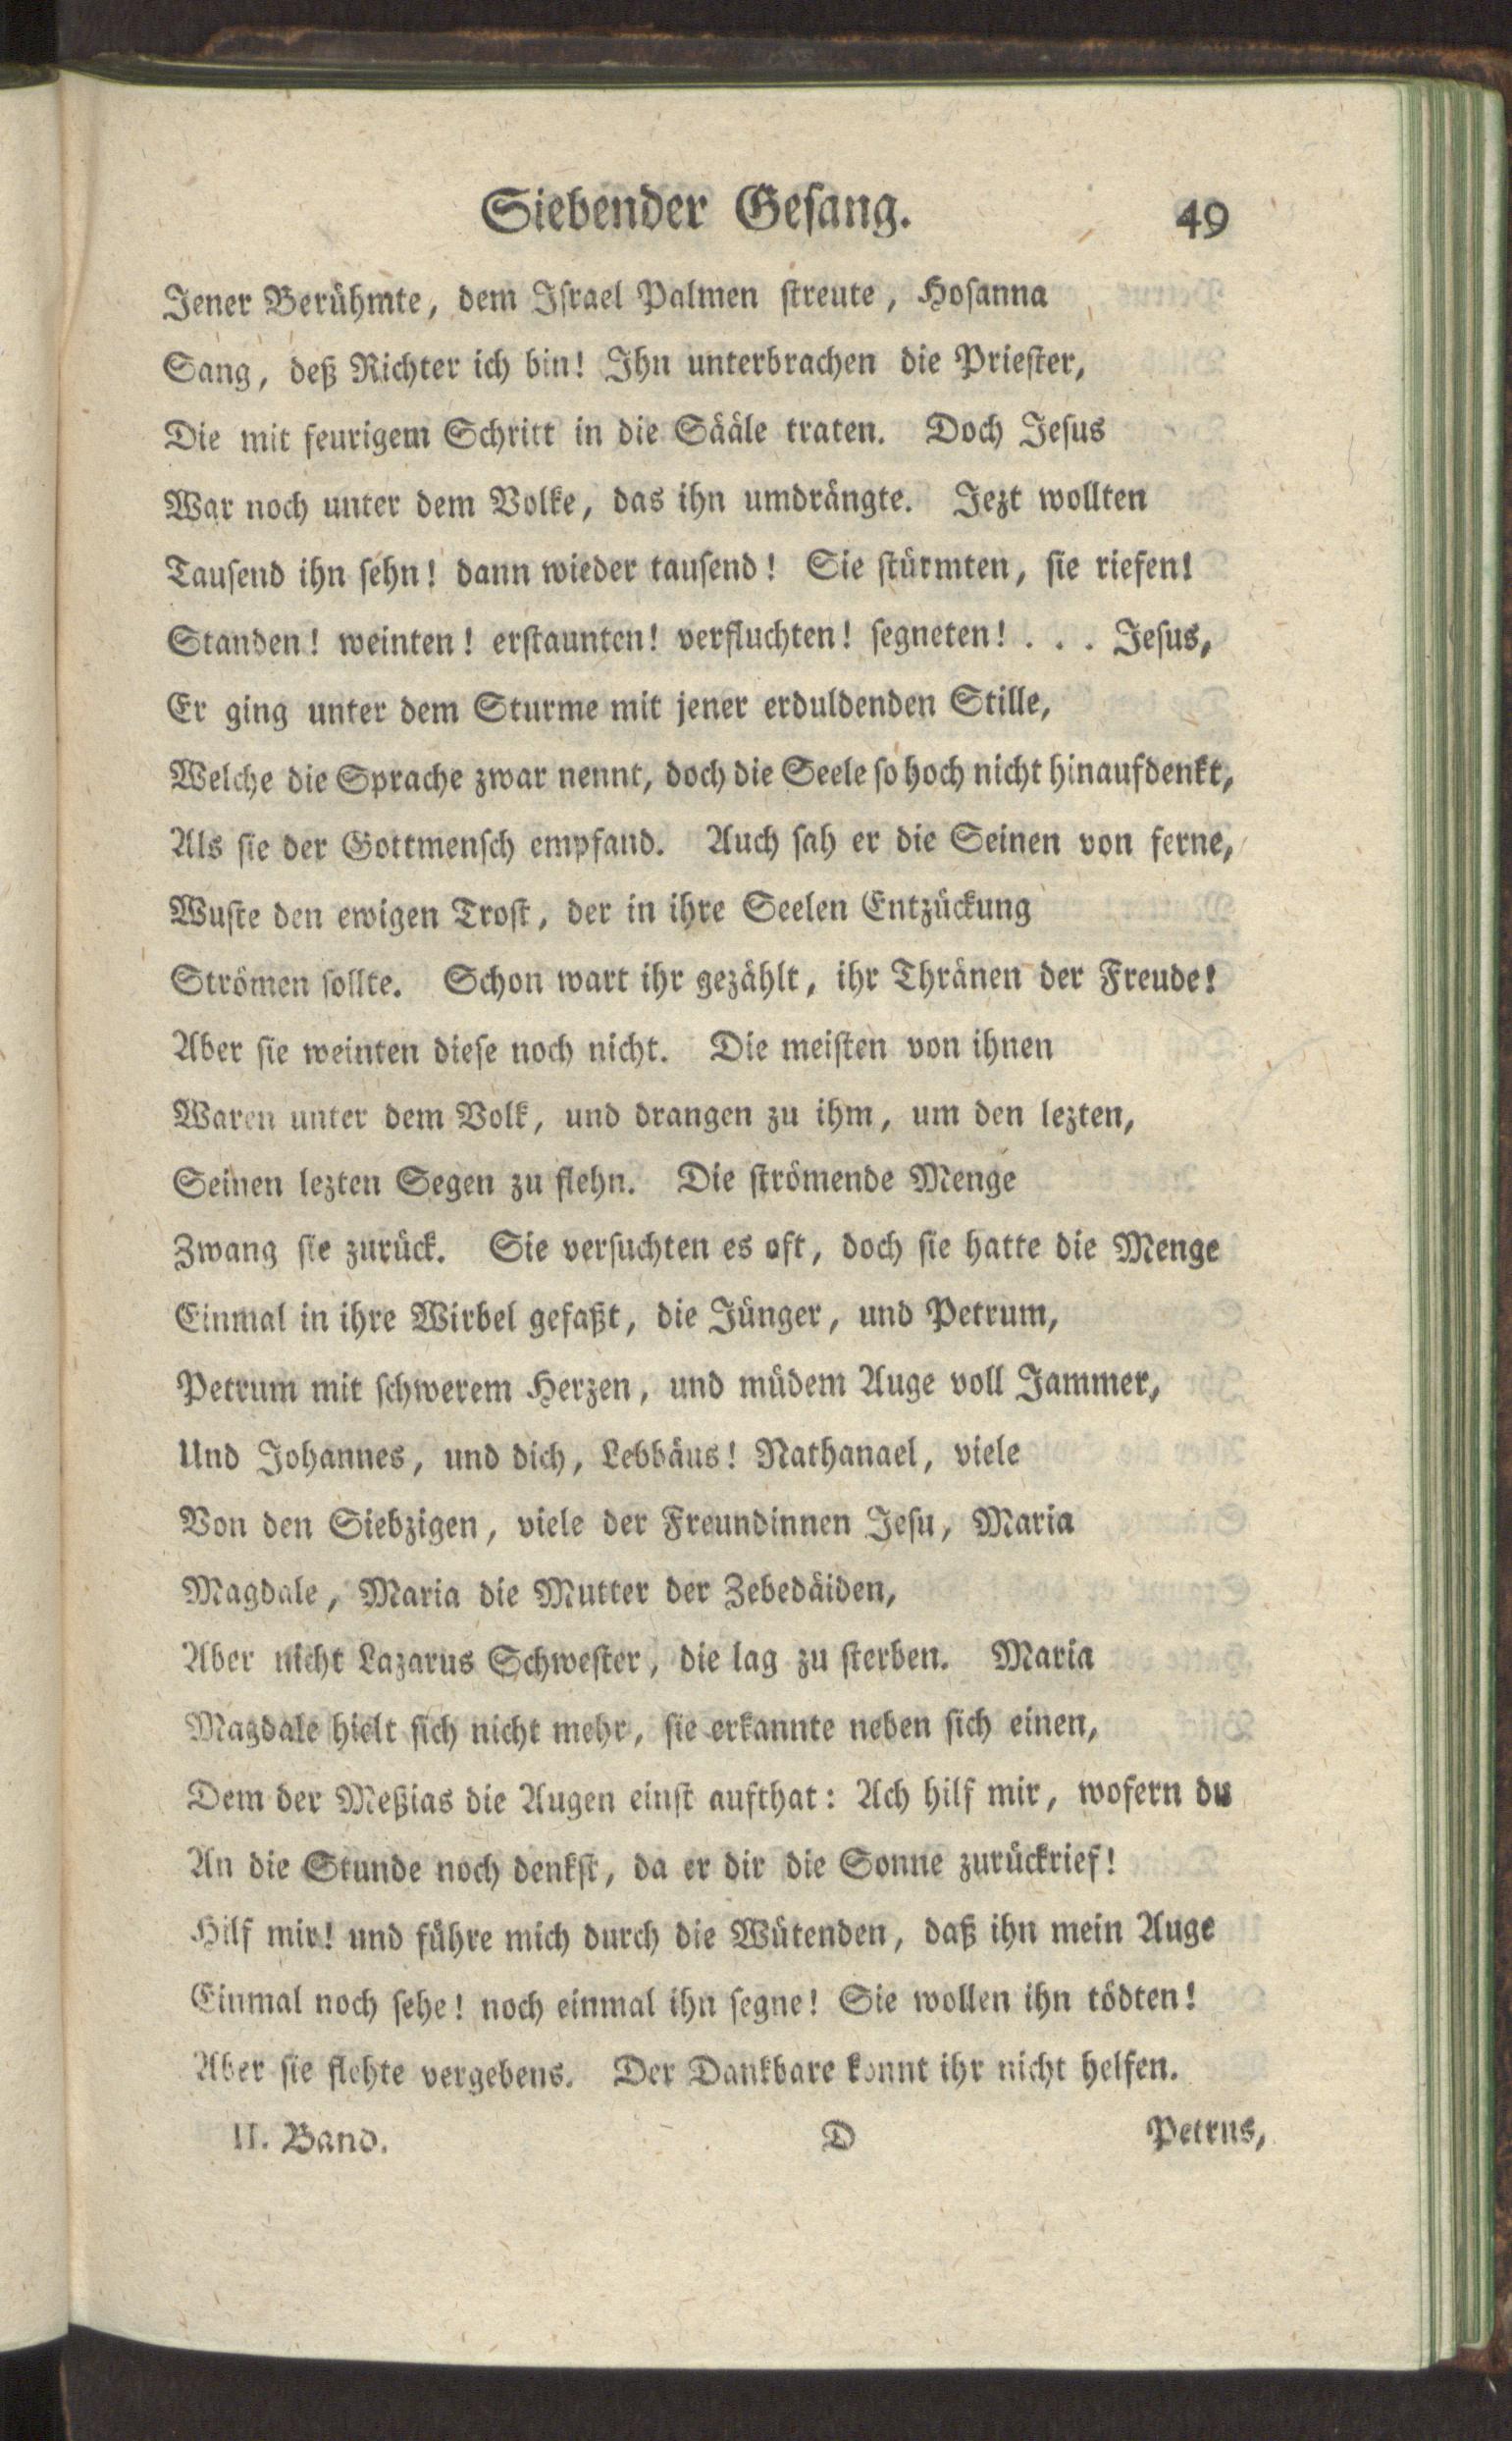 Siebender Gesang. 49
Jener Berühmte, dem Israel Palmen streute, Hosanna
Sang, deß Richter ich bin! Ihn unterbrachen die Priester,
Die mit feurigem Schritt in die Sääle traten. Doch Jesus
War noch unter dem Volke, das ihn umdrängte. Jezt wollten
Tausend ihn sehn! dann wieder tausend! Sie stürmten, sie riefen!
Standen! weinten! erstaunten! verfluchten! segneten! . . . Jesus,
Er ging unter dem Sturme mit jener erduldenden Stille,
Welche die Sprache zwar nennt, doch die Seele so hoch nicht hinaufdenkt,
Als sie der Gottmensch empfand. Auch sah er die Seinen von ferne,
Wuste den ewigen Trost, der in ihre Seelen Entzückung
Strömen sollte. Schon wart ihr gezählt, ihr Thränen der Freude!
Aber sie weinten diese noch nicht. Die meisten von ihnen
Waren unter dem Volk, und drangen zu ihm, um den lezten,
Seinen lezten Segen zu flehn. Die strömende Menge
Zwang sie zurück. Sie versuchten es oft, doch sie hatte die Menge
Einmal in ihre Wirbel gefaßt, die Jünger, und Petrum,
Petrum mit schwerem Herzen, und müdem Auge voll Jammer,
Und Johannes, und dich, Lebbäus! Nathanael, viele
Von den Siebzigen, viele der Freundinnen Jesu, Maria
Magdale, Maria die Mutter der Zebedäiden,
Aber nicht Lazarus Schwester, die lag zu sterben. Maria
Magdale hielt sich nicht mehr, sie erkannte neben sich einen,
Dem der Meßias die Augen einst aufthat: Ach hilf mir, wofern du
An die Stunde noch denkst, da er dir die Sonne zurückrief!
Hilf mir! und führe mich durch die Wütenden, daß ihn mein Auge
Einmal noch sehe! noch einmal ihn segne! Sie wollen ihn tödten!
Aber sie flehte vergebens. Der Dankbare konnt ihr nicht helfen.
II. Band. D Petrus,